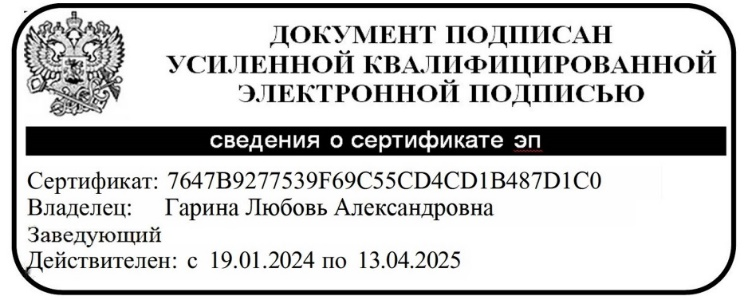 ДОКУМЕНТ ПОДПИСАН
УСИЛЕННОЙ КВАЛИФИЦИРОВАННОЙ
ЭЛЕКТРОННОЙ ПОДПИСЬЮ
сведения о сертификате эп
Сертификат: 7647B9277539F69C55CD4CD1B487D1C0
Владелец: Гарина Любовь Александровна
Заведующий
Действителен: с 19.01.2024 по 13.04.2025